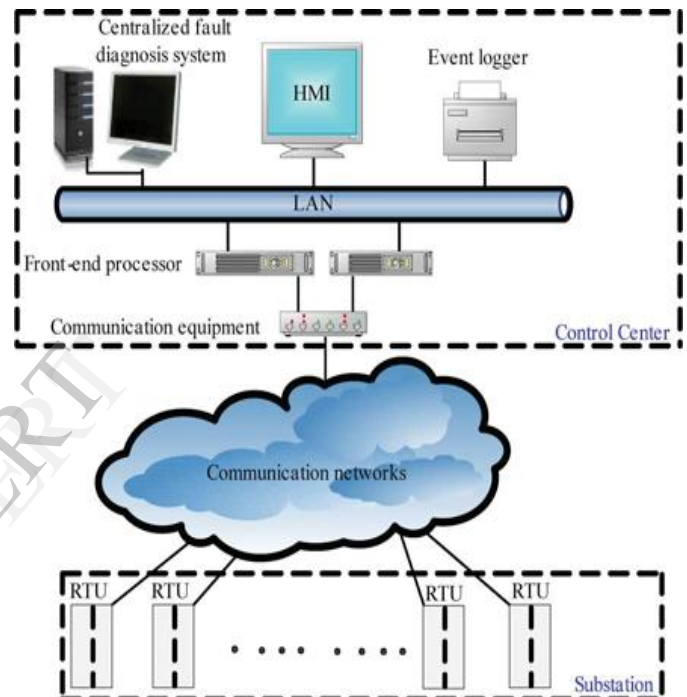 Centralized fault
diagnosis system
HMI
Event logger
LAN
Front-end processor
Communication equipment
Control Center
Communication networks
RTU
RTU
RTU
RTU
Substation